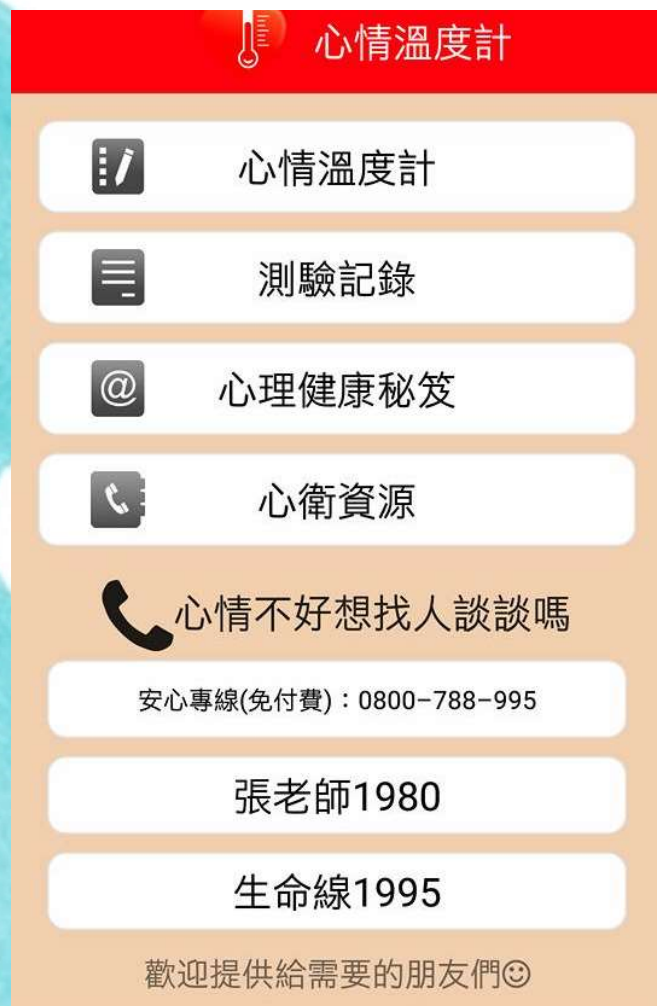 心情溫度計
心情溫度計
測驗記錄
心理健康秘笈
心衛資源
心情不好想找人談談嗎
安心專線(免付費)：0800-788-995
張老師1980
生命線1995
歡迎提供給需要的朋友們☺